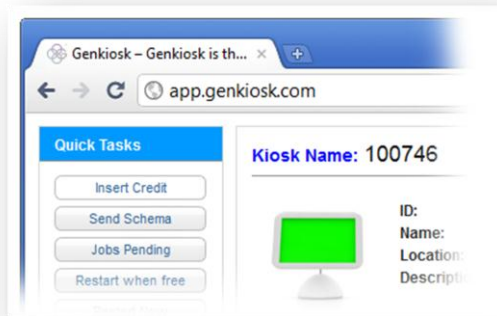 Genkiosk – Genkiosk is th...
app.genkiosk.com
Quick Tasks
Insert Credit
Send Schema
Jobs Pending
Restart when free
Kiosk Name: 100746
ID:
Name:
Location: